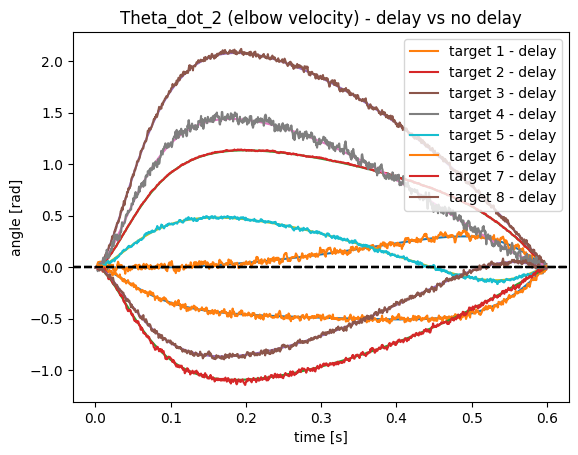 Theta_dot_2 (elbow velocity) - delay vs no delay
target 1 - delay
target 2 - delay
target 3 - delay
target 4 - delay
target 5 - delay
target 6 - delay
target 7 - delay
target 8 - delay
angle [rad]
2.0
1.5
1.0
0.5
0.0
−0.5
−1.0
0.0 0.1 0.2 0.3 0.4 0.5 0.6
time [s]